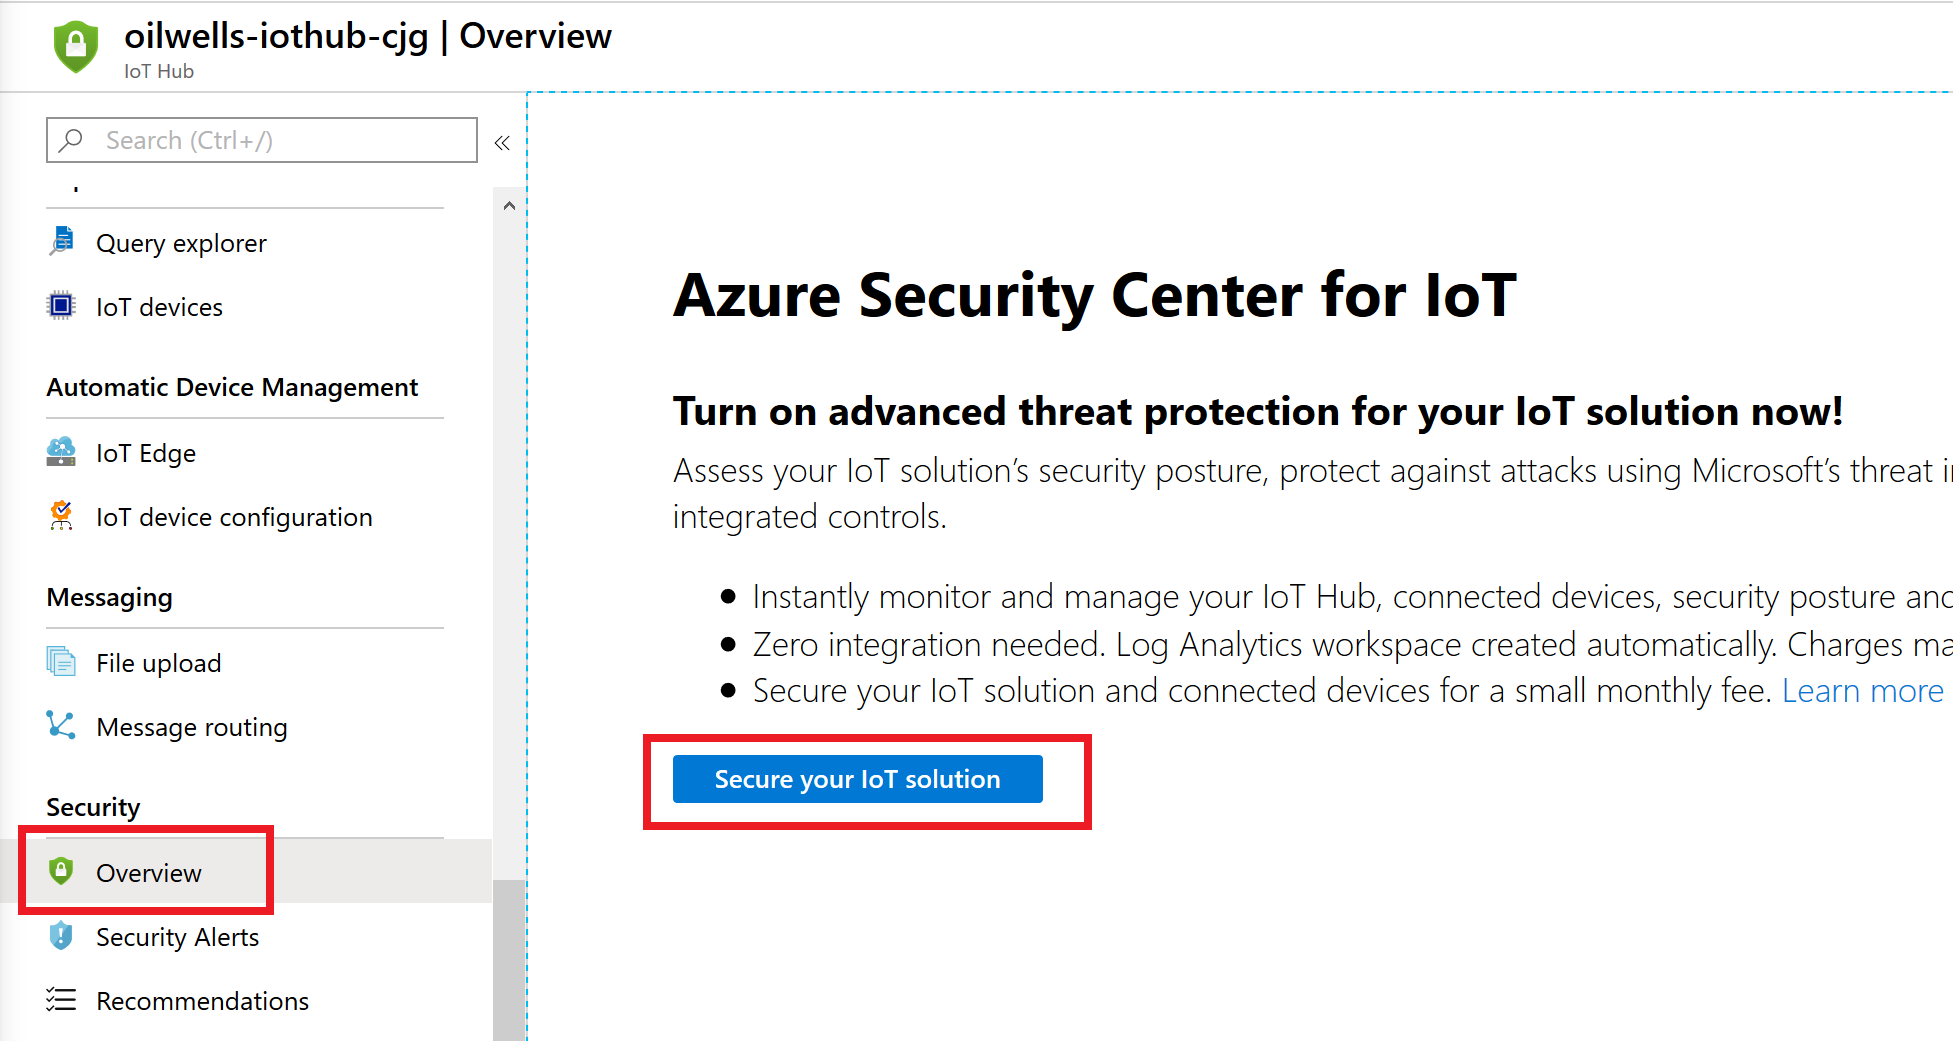 oilwells-iothub-cjg | Overview
IoT Hub
Search (Ctrl+/)
Query explorer
IoT devices
Automatic Device Management
IoT Edge
IoT device configuration
Messaging
File upload
Message routing
Security
Overview
Security Alerts
Recommendations
Azure Security Center for IoT
Turn on advanced threat protection for your IoT solution now!
Assess your IoT solution’s security posture, protect against attacks using Microsoft’s threat
integrated controls.
Instantly monitor and manage your IoT Hub, connected devices, security posture and
Zero integration needed. Log Analytics workspace created automatically. Charges
Secure your IoT solution and connected devices for a small monthly fee. Learn more
Secure your IoT solution